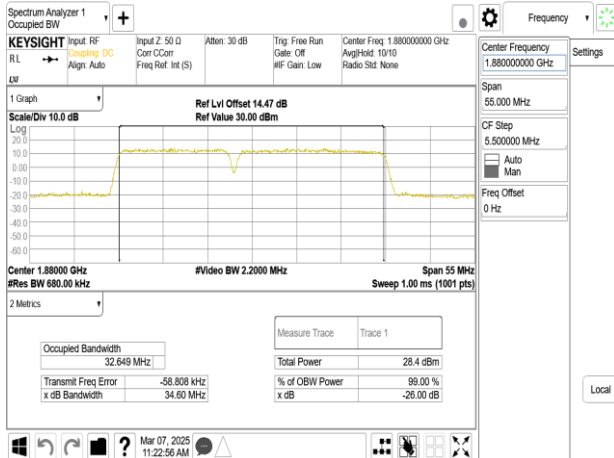 Spectrum Analyzer 1
Occupied BW
Frequency
KEYSIGHT
Input: RF
Coupling: DC
Align: Auto
Input Z: 50 Ω
Corr CCorr
Freq Ref: Int (S)
Atten: 30 dB
Trig: Free Run
Gate: Off
#IF Gain: Low
Center Freq: 1.880000000 GHz
Avg|Hold: 10/10
Radio Std: None
RL
LXI
Center Frequency
1.880000000 GHz
Settings
Span
55.000 MHz
CF Step
5.500000 MHz
Auto
Man
Freq Offset
0 Hz
1 Graph
Scale/Div 10.0 dB
Ref Lvl Offset 14.47 dB
Ref Value 30.00 dBm
Log
20.0
10.0
0.00
-10.0
-20.0
-30.0
-40.0
-50.0
-60.0
Center 1.88000 GHz
#Res BW 680.00 kHz
#Video BW 2.2000 MHz
Span 55 MHz
Sweep 1.00 ms (1001 pts)
2 Metrics
Measure Trace Trace 1
Occupied Bandwidth
32.649 MHz
Total Power 28.4 dBm
Transmit Freq Error -58.808 kHz
% of OBW Power 99.00 %
x dB Bandwidth 34.60 MHz
x dB -26.00 dB
Local
?
Mar 07, 2025
11:22:56 AM